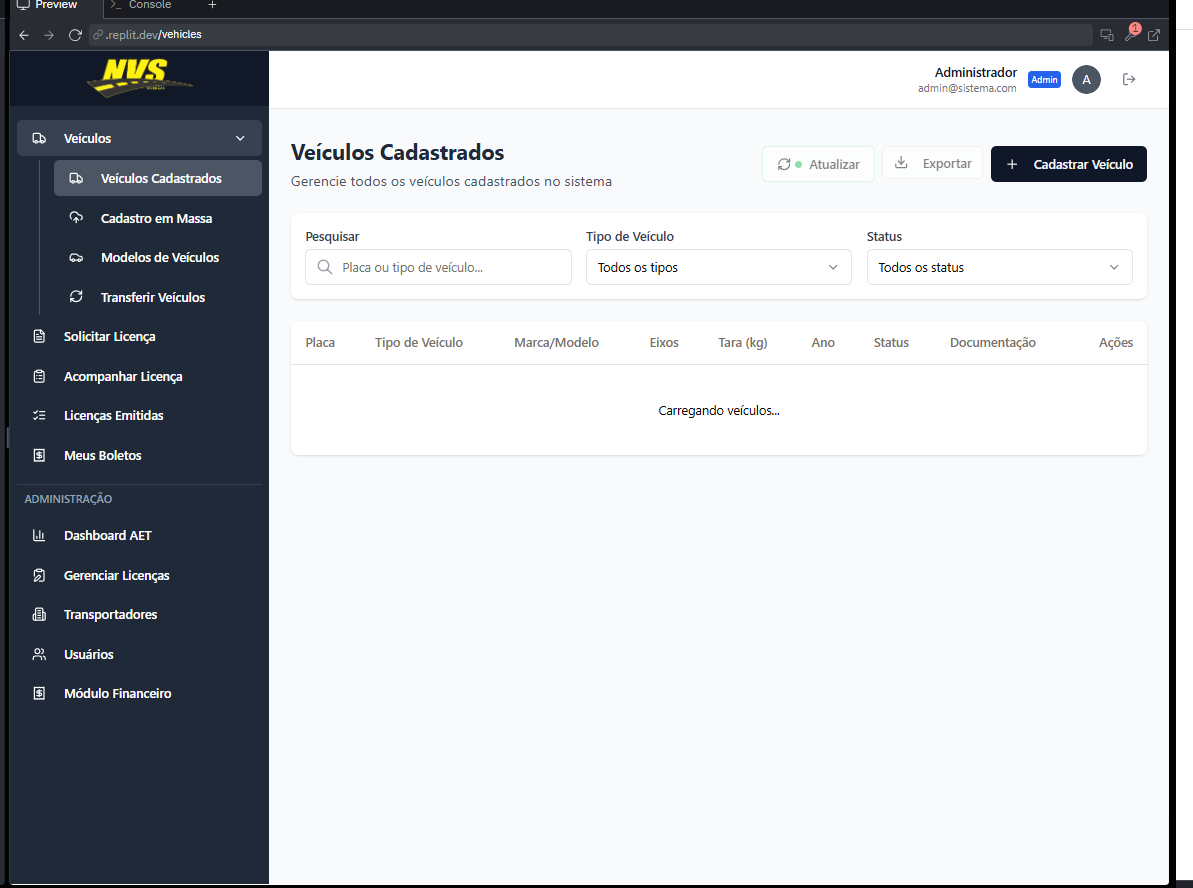 Preview
Console
.replit.dev/vehicles
1
NVS
Administrador
admin@sistema.com
Admin
A
Veículos
Veículos Cadastrados
Cadastro em Massa
Modelos de Veículos
Transferir Veículos
Solicitar Licença
Acompanhar Licença
Licenças Emitidas
Meus Boletos
ADMINISTRAÇÃO
Dashboard AET
Gerenciar Licenças
Transportadores
Usuários
Módulo Financeiro
Veículos Cadastrados
Gerencie todos os veículos cadastrados no sistema
Atualizar
Exportar
Cadastrar Veículo
Pesquisar
Tipo de Veículo
Status
Placa ou tipo de veículo...
Todos os tipos
Todos os status
Placa Tipo de Veículo Marca/Modelo Eixos Tara (kg) Ano Status Documentação Ações
Carregando veículos...